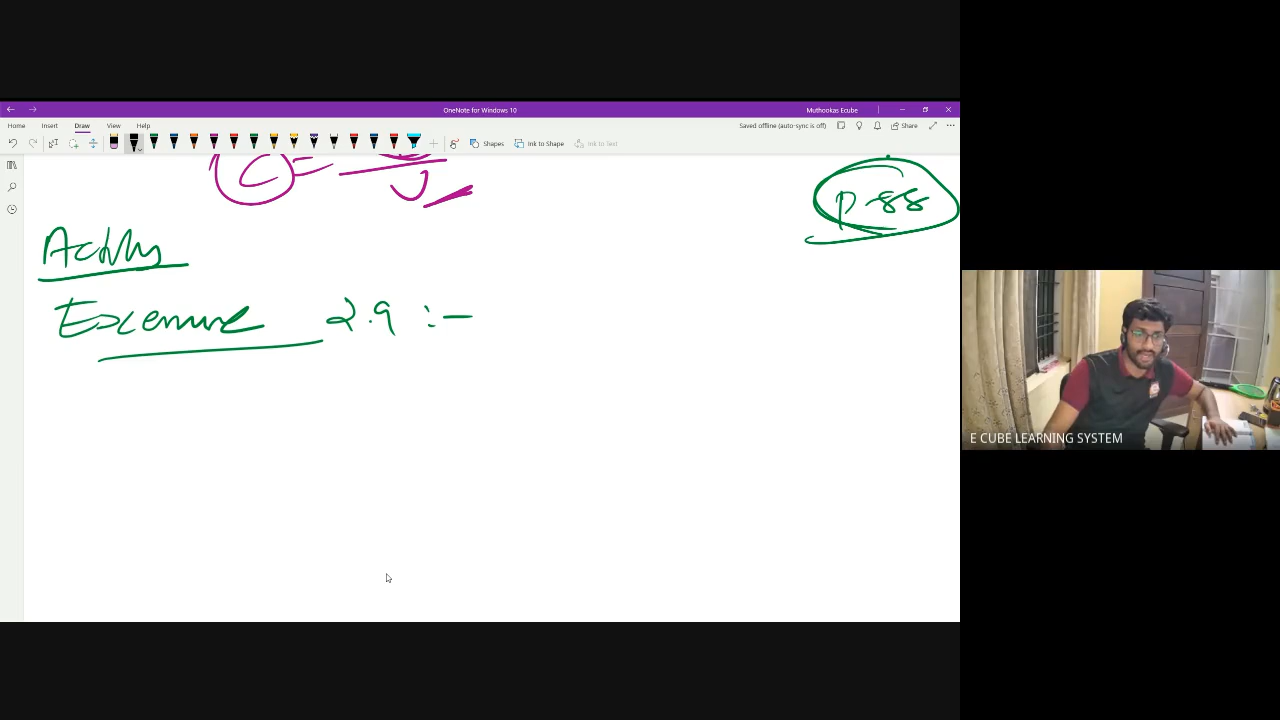 OneNote for Windows 10
Muthookas Ecube
Home Insert Draw View Help
Saved offline (auto-sync is off)
Share
Shapes
Ink to Shape
Ink to Text
C =
P-88
Activity
Excercise 2.9 :-
E CUBE LEARNING SYSTEM